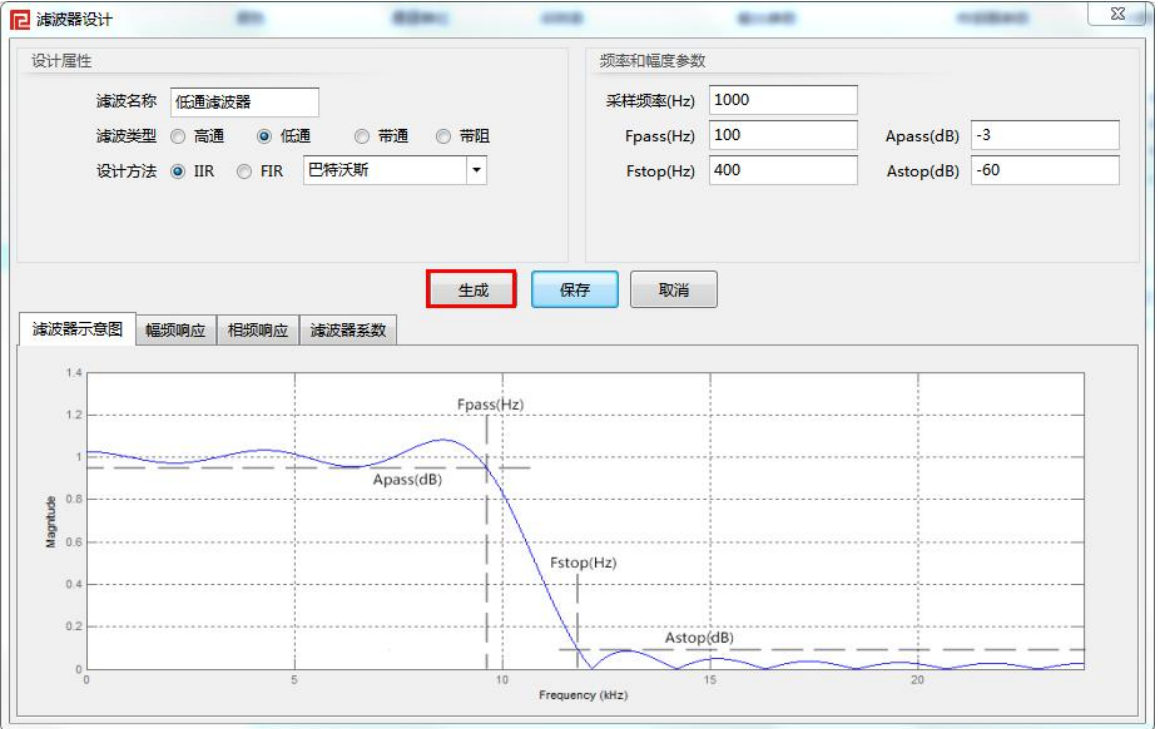 滤波器设计
设计属性
滤波名称 低通滤波器
滤波类型 高通 低通 带通 带阻
设计方法 IIR FIR 巴特沃斯
频率和幅度参数
采样频率(Hz) 1000
Fpass(Hz) 100 Apass(dB) -3
Fstop(Hz) 400 Astop(dB) -60
生成 保存 取消
滤波器示意图 幅频响应 相频响应 滤波器系数
1.4
1.2
1
0.8
0.6
0.4
0.2
0
Magnitude
Fpass(Hz)
Apass(dB)
Fstop(Hz)
Astop(dB)
0 5 10 15 20
Frequency (kHz)